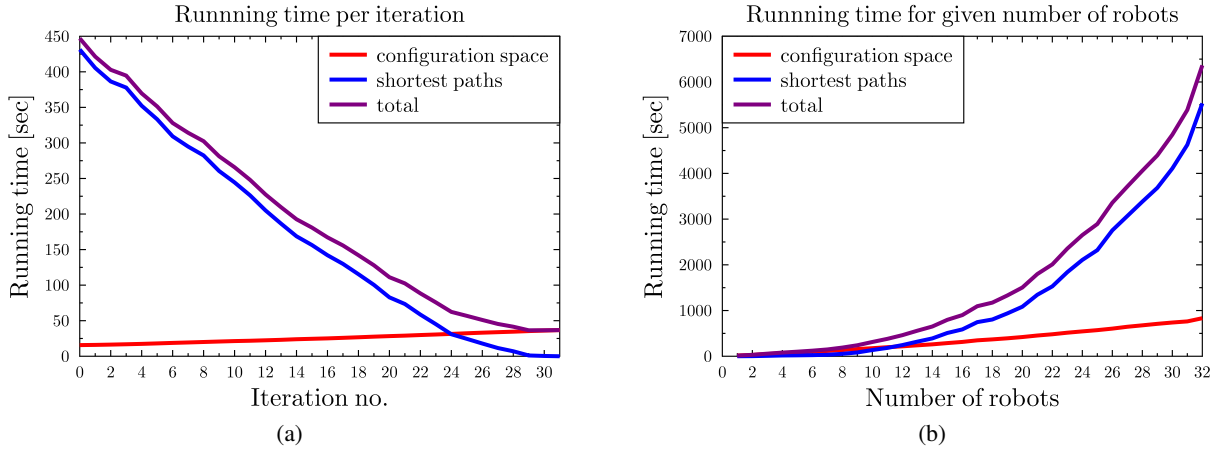 Runnning time per iteration
450
400
350
300
250
200
150
100
50
0
Running time [sec]
configuration space
shortest paths
total
0 2 4 6 8 10 12 14 16 18 20 22 24 26 28 30
Iteration no.
(a)
Runnning time for given number of robots
7000
6000
5000
4000
3000
2000
1000
0
Running time [sec]
configuration space
shortest paths
total
0 2 4 6 8 10 12 14 16 18 20 22 24 26 28 30 32
Number of robots
(b)